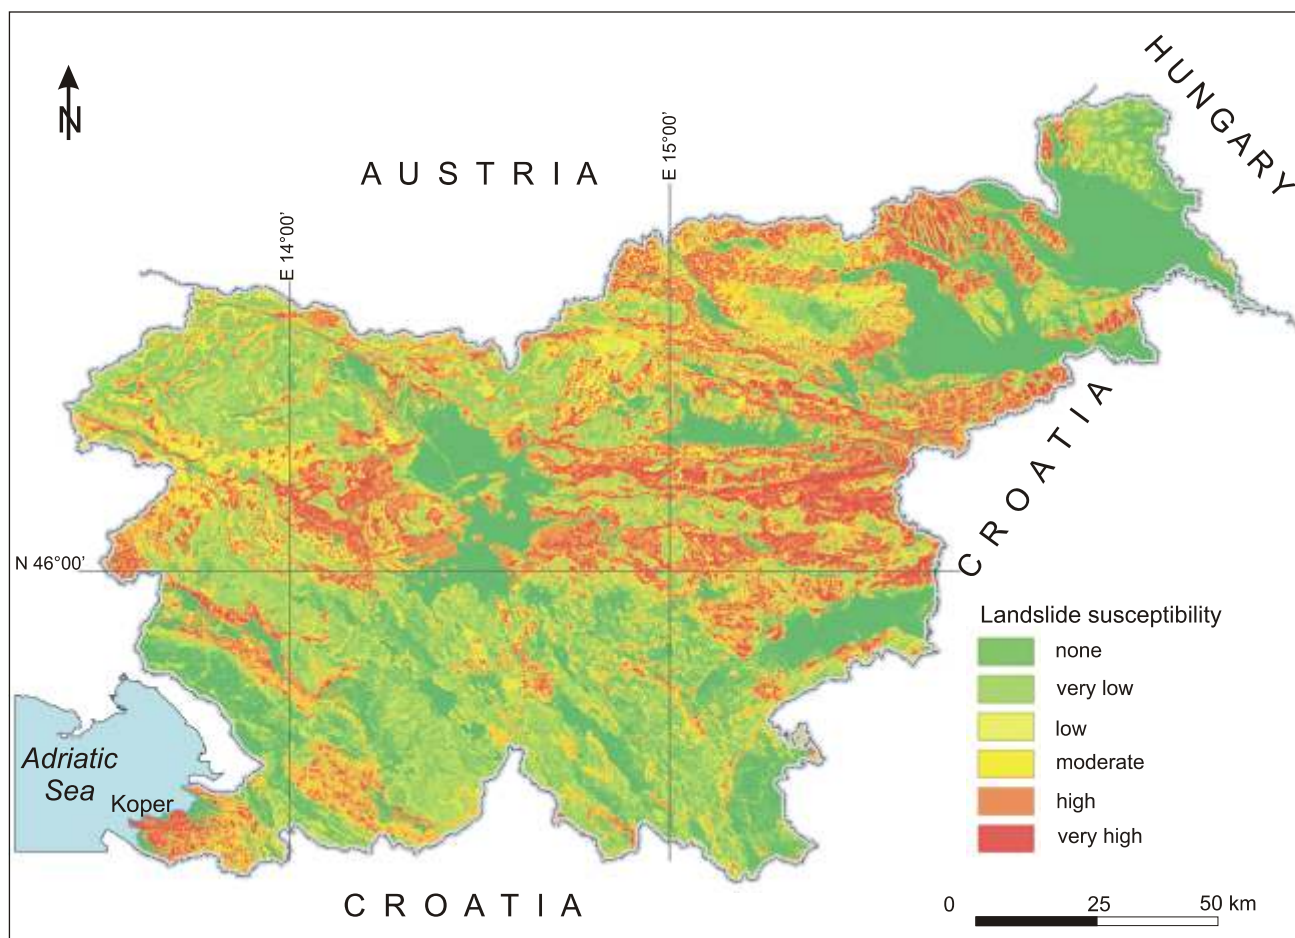 HUNGARY
N
AUSTRIA
E 15°00'
E 14°00'
CROATIA
N 46°00'
Landslide susceptibility
none
very low
low
moderate
high
very high
Adriatic
Sea
Koper
CROATIA
0 25 50 km